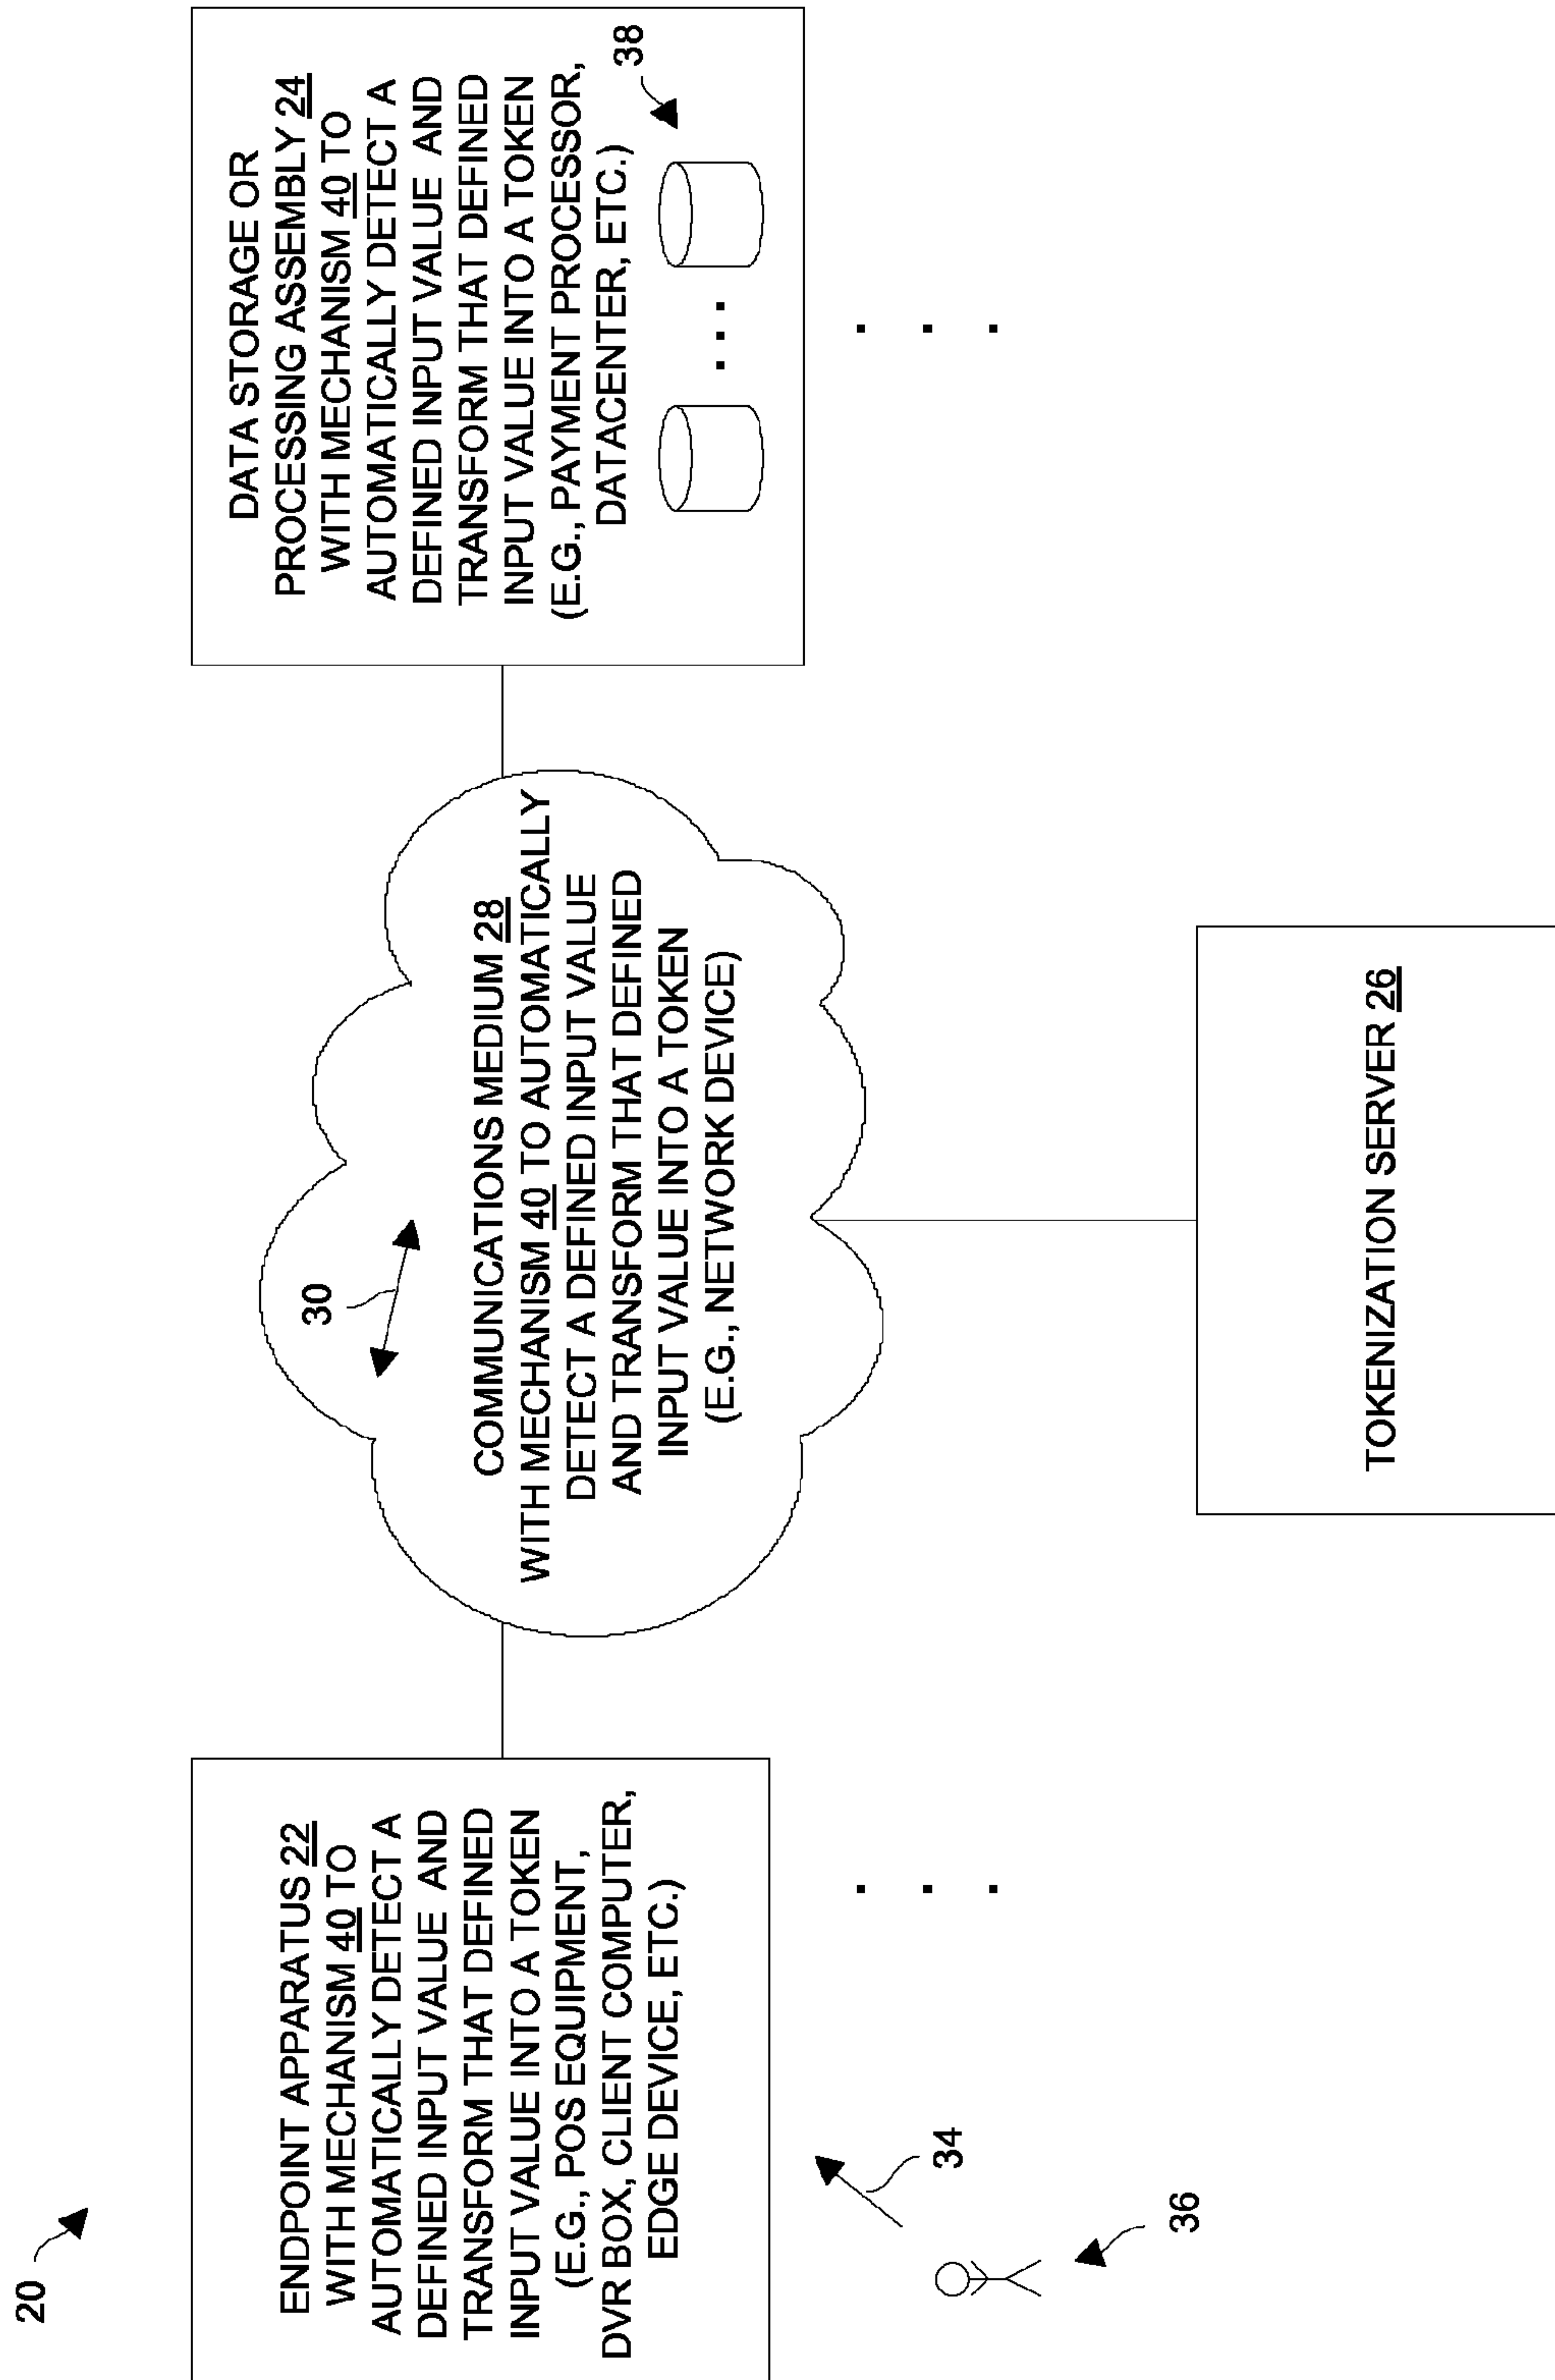 20
ENDPOINT APPARATUS 22
WITH MECHANISM 40 TO
AUTOMATICALLY DETECT A
DEFINED INPUT VALUE AND
TRANSFORM THAT DEFINED
INPUT VALUE INTO A TOKEN
(E.G., POS EQUIPMENT,
DVR BOX, CLIENT COMPUTER,
EDGE DEVICE, ETC.)
34
36
30
COMMUNICATIONS MEDIUM 28
WITH MECHANISM 40 TO AUTOMATICALLY
DETECT A DEFINED INPUT VALUE
AND TRANSFORM THAT DEFINED
INPUT VALUE INTO A TOKEN
(E.G., NETWORK DEVICE)
DATA STORAGE OR
PROCESSING ASSEMBLY 24
WITH MECHANISM 40 TO
AUTOMATICALLY DETECT A
DEFINED INPUT VALUE AND
TRANSFORM THAT DEFINED
INPUT VALUE INTO A TOKEN
(E.G., PAYMENT PROCESSOR,
DATACENTER, ETC.)
38
TOKENIZATION SERVER 26